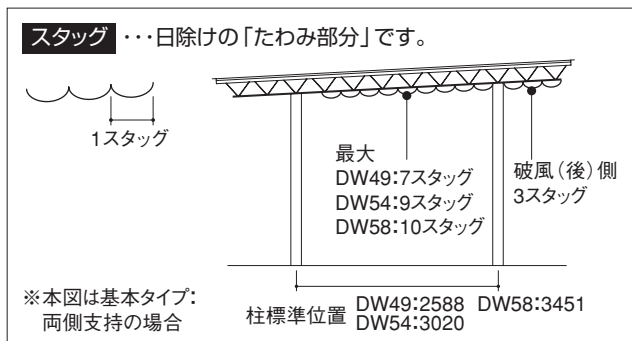 スタッグ ・・・日除けの「たわみ部分」です。
1スタッグ
最大
DW49:7スタッグ
DW54:9スタッグ
DW58:10スタッグ
破風(後)側
3スタッグ
※本図は基本タイプ:
両側支持の場合
柱標準位置 DW49:2588 DW58:3451
DW54:3020